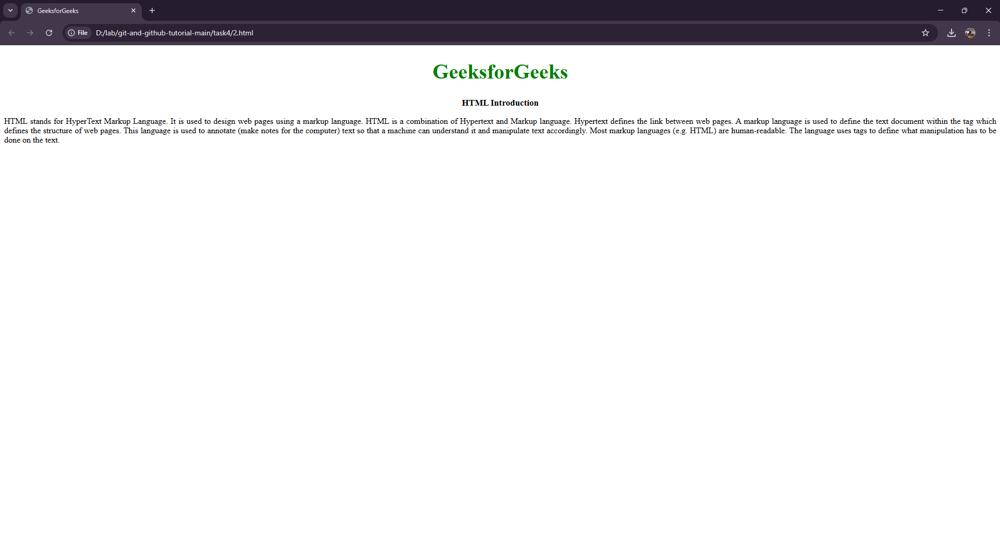 GeeksforGeeks
File D:/lab/git-and-github-tutorial-main/task4/2.html
GeeksforGeeks
HTML Introduction
HTML stands for HyperText Markup Language. It is used to design web pages using a markup language. HTML is a combination of Hypertext and Markup language. Hypertext defines the link between web pages. A markup language is used to define the text document within the tag which
defines the structure of web pages. This language is used to annotate (make notes for the computer) text so that a machine can understand it and manipulate text accordingly. Most markup languages (e.g. HTML) are human-readable. The language uses tags to define what manipulation has to be
done on the text.